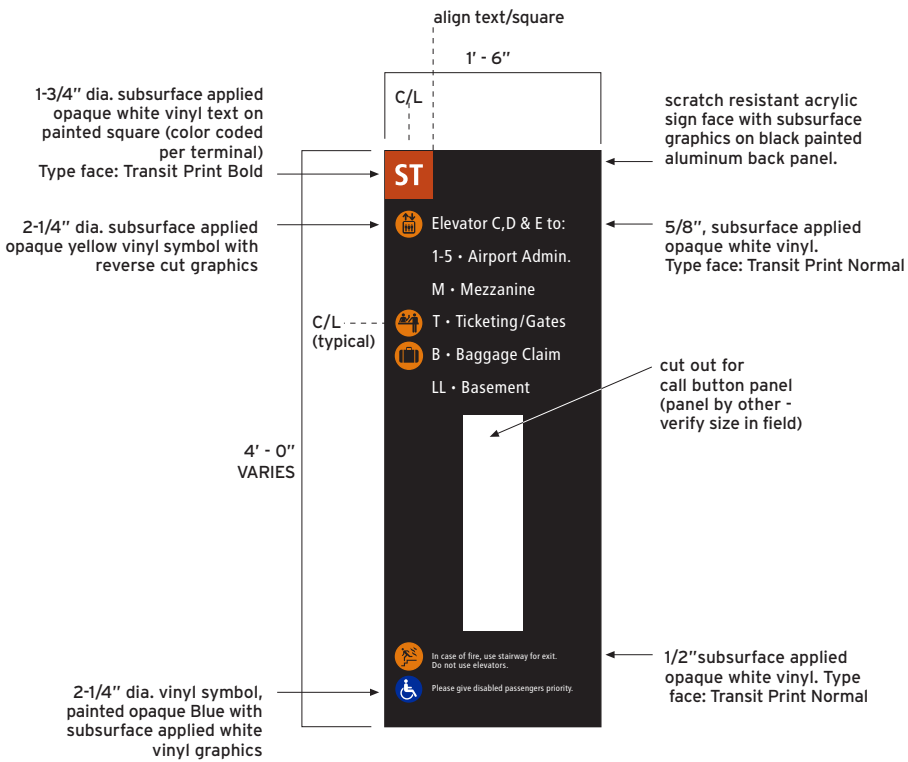 align text/square
1' - 6"
C/L
1-3/4" dia. subsurface applied
opaque white vinyl text on
painted square (color coded
per terminal)
Type face: Transit Print Bold
scratch resistant acrylic
sign face with subsurface
graphics on black painted
aluminum back panel.
ST
2-1/4" dia. subsurface applied
opaque yellow vinyl symbol with
reverse cut graphics
Elevator C,D & E to:
1-5 • Airport Admin.
M • Mezzanine
T • Ticketing/Gates
B • Baggage Claim
LL • Basement
5/8", subsurface applied
opaque white vinyl.
Type face: Transit Print Normal
C/L
(typical)
cut out for
call button panel
(panel by other -
verify size in field)
4' - 0"
VARIES
In case of fire, use stairway for exit.
Do not use elevators.
Please give disabled passengers priority.
1/2"subsurface applied
opaque white vinyl. Type
face: Transit Print Normal
2-1/4" dia. vinyl symbol,
painted opaque Blue with
subsurface applied white
vinyl graphics